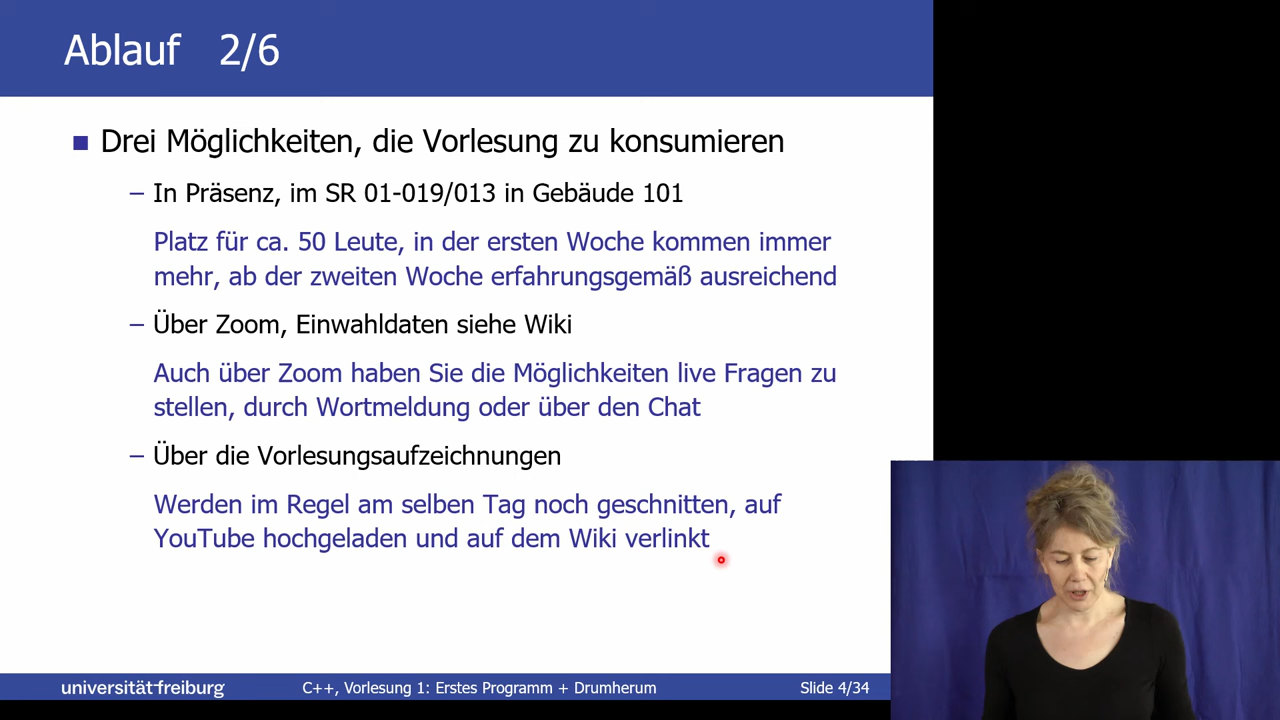 Ablauf 2/6
Drei Möglichkeiten, die Vorlesung zu konsumieren
– In Präsenz, im SR 01-019/013 in Gebäude 101
Platz für ca. 50 Leute, in der ersten Woche kommen immer
mehr, ab der zweiten Woche erfahrungsgemäß ausreichend
– Über Zoom, Einwahldaten siehe Wiki
Auch über Zoom haben Sie die Möglichkeiten live Fragen zu
stellen, durch Wortmeldung oder über den Chat
– Über die Vorlesungsaufzeichnungen
Werden im Regel am selben Tag noch geschnitten, auf
YouTube hochgeladen und auf dem Wiki verlinkt
universität freiburg C++, Vorlesung 1: Erstes Programm + Drumherum Slide 4/34